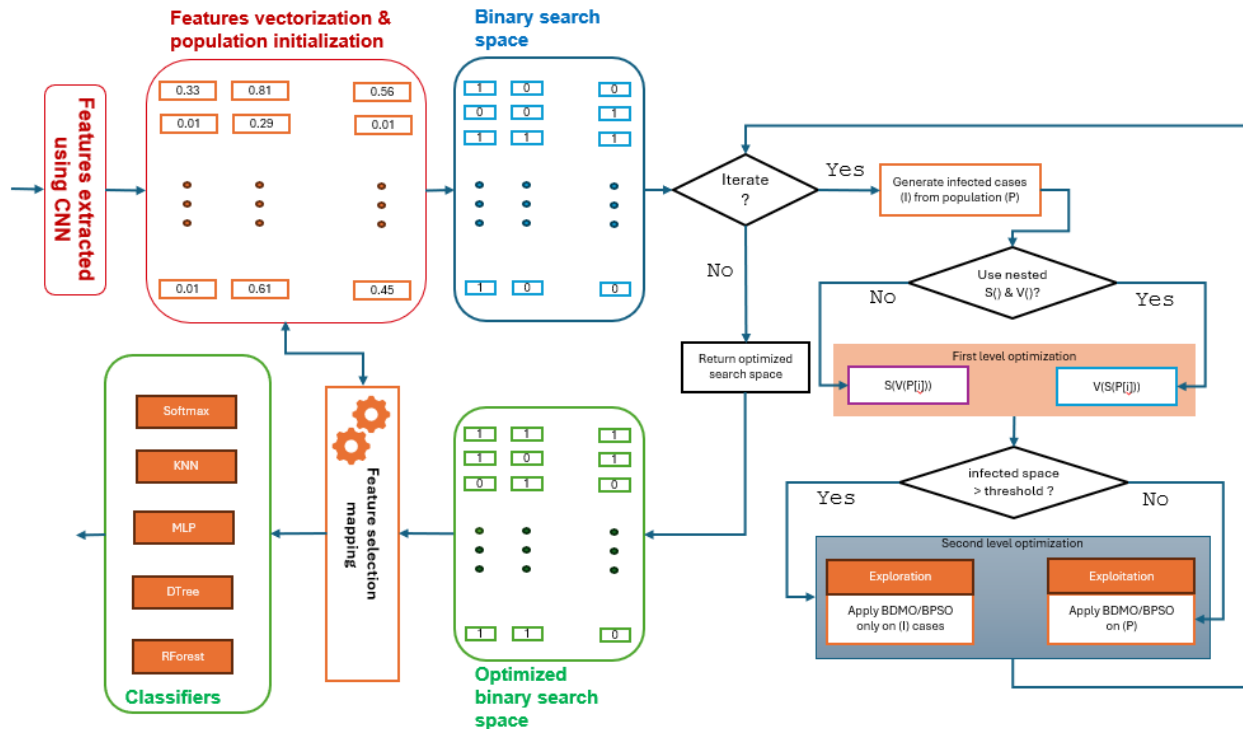 Features vectorization &
population initialization
Binary search
space
Features extracted
using CNN
0.33 0.81 0.56
0.01 0.29 0.01
0.01 0.61 0.45
1 0 0
0 0 1
1 1 1
1 0 0
Iterate
?
Yes
No
Generate infected cases
(I) from population (P)
Use nested
S() & V()?
No
Yes
First level optimization
S(V(P[i]))
V(S(P[i]))
infected space
> threshold ?
Yes
No
Second level optimization
Exploration
Apply BDMO/BPSO
only on (I) cases
Exploitation
Apply BDMO/BPSO
on (P)
Return optimized
search space
1 1 1
1 0 1
0 1 0
1 1 0
Optimized
binary search
space
Feature selection
mapping
Softmax
KNN
MLP
DTree
RForest
Classifiers